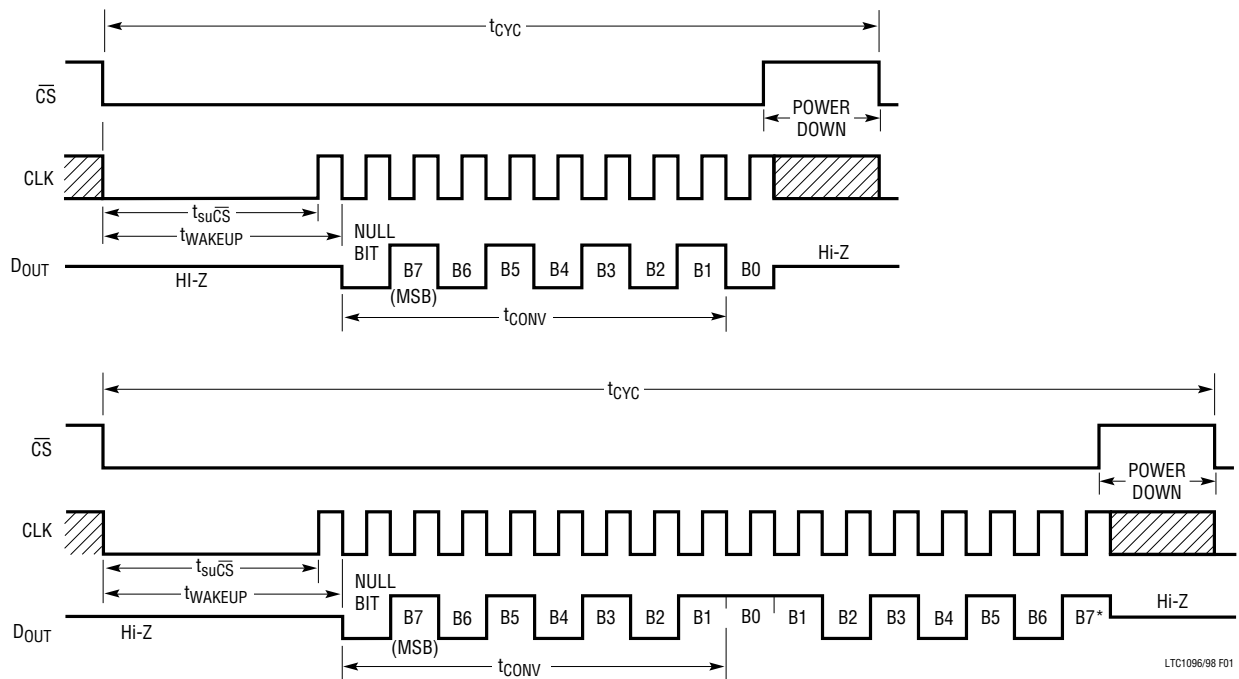 tCYC
CS
POWER
DOWN
CLK
tsuCS
tWAKEUP
NULL
BIT
DOUT
HI-Z
B7 B6 B5 B4 B3 B2 B1 B0
(MSB)
Hi-Z
tCONV
tCYC
CS
POWER
DOWN
CLK
tsuCS
tWAKEUP
NULL
BIT
DOUT
Hi-Z
B7 B6 B5 B4 B3 B2 B1 B0 B1 B2 B3 B4 B5 B6 B7*
(MSB)
Hi-Z
tCONV
LTC1096/98 F01